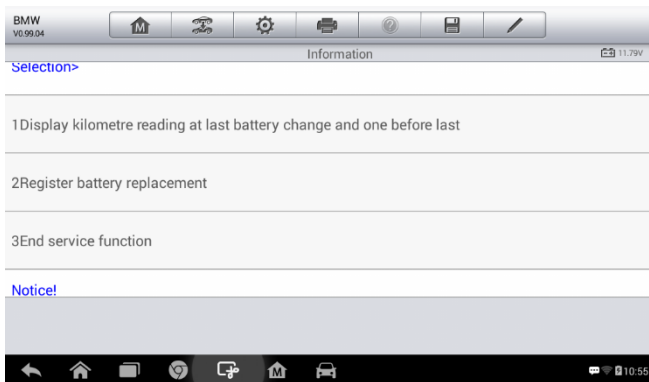 BMW
V0.99.04
Information
11.79V
Selection>
1Display kilometre reading at last battery change and one before last
2Register battery replacement
3End service function
Notice!
10:55